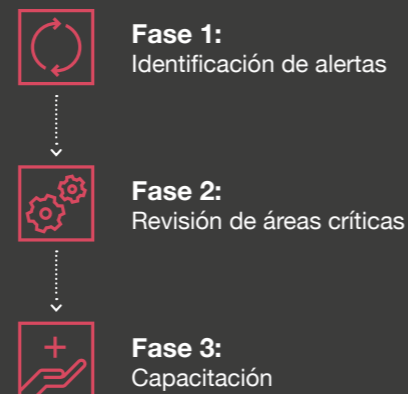 Fase 1:
Identificación de alertas
Fase 2:
Revisión de áreas críticas
Fase 3:
Capacitación